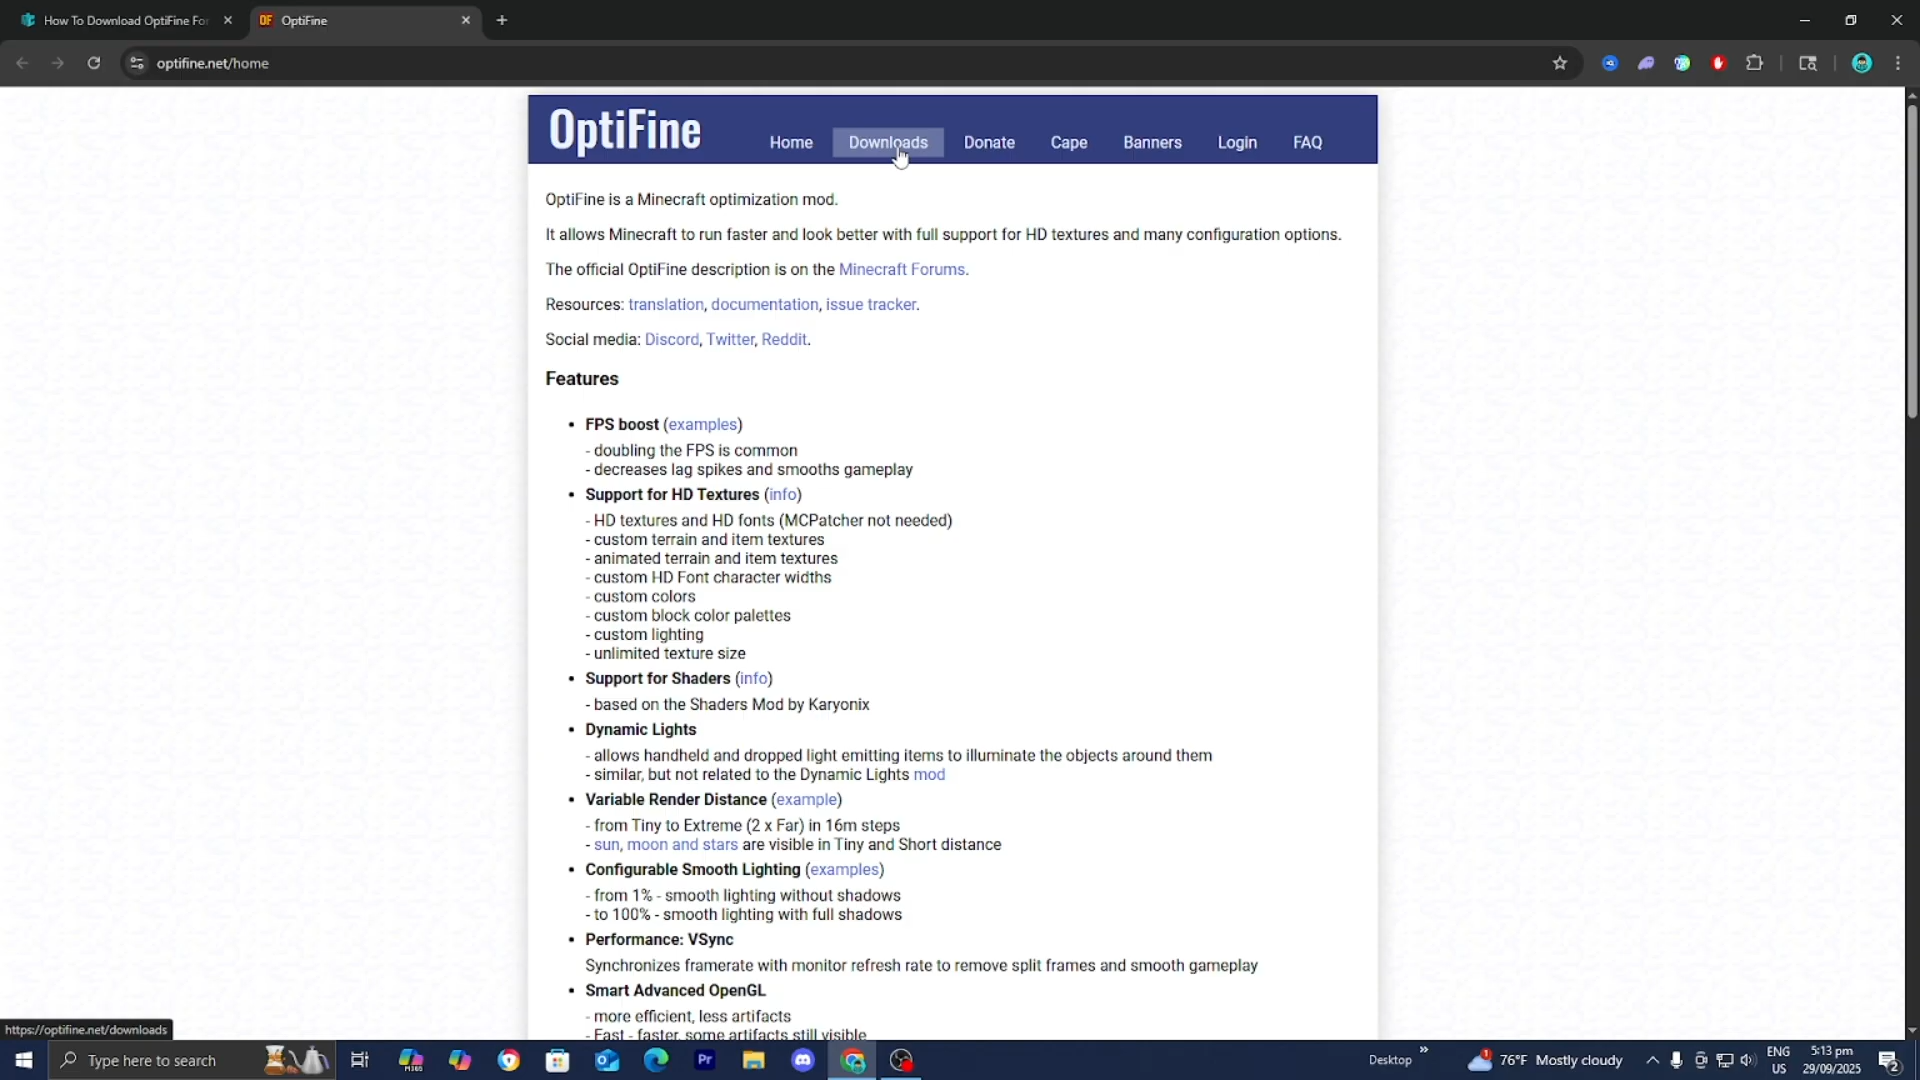 How To Download OptiFine For
OF OptiFine
optifine.net/home
OptiFine
Home Downloads Donate Cape Banners Login FAQ
OptiFine is a Minecraft optimization mod.
It allows Minecraft to run faster and look better with full support for HD textures and many configuration options.
The official OptiFine description is on the Minecraft Forums.
Resources: translation, documentation, issue tracker.
Social media: Discord, Twitter, Reddit.
Features
• FPS boost (examples)
- doubling the FPS is common
- decreases lag spikes and smooths gameplay
• Support for HD Textures (info)
- HD textures and HD fonts (MCPatcher not needed)
- custom terrain and item textures
- animated terrain and item textures
- custom HD Font character widths
- custom colors
- custom block color palettes
- custom lighting
- unlimited texture size
• Support for Shaders (info)
- based on the Shaders Mod by Karyonix
• Dynamic Lights
- allows handheld and dropped light emitting items to illuminate the objects around them
- similar, but not related to the Dynamic Lights mod
• Variable Render Distance (example)
- from Tiny to Extreme (2 x Far) in 16m steps
- sun, moon and stars are visible in Tiny and Short distance
• Configurable Smooth Lighting (examples)
- from 1% - smooth lighting without shadows
- to 100% - smooth lighting with full shadows
• Performance: VSync
Synchronizes framerate with monitor refresh rate to remove split frames and smooth gameplay
• Smart Advanced OpenGL
- more efficient, less artifacts
- Fast - faster, some artifacts still visible
https://optifine.net/downloads
Type here to search
M365
Pr
Desktop
1
76°F Mostly cloudy
ENG
US
5:13 pm
29/09/2025
2